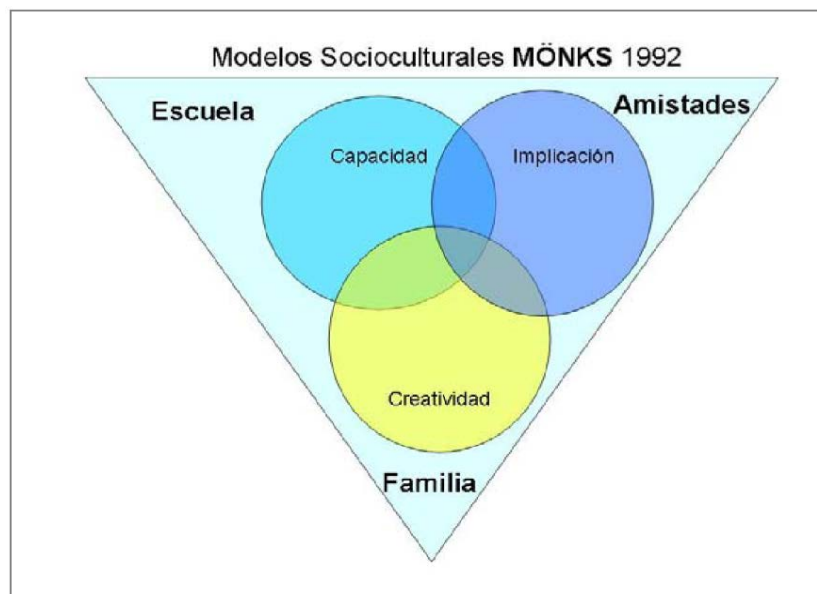 Modelos Socioculturales MÖNKS 1992
Escuela
Amistades
Capacidad
Implicación
Creatividad
Familia